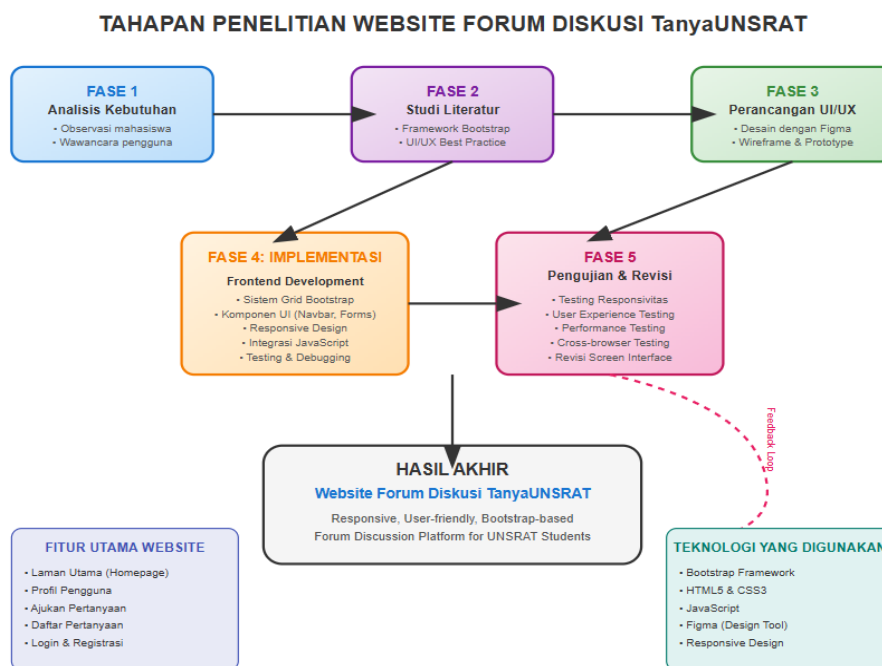 TAHAPAN PENELITIAN WEBSITE FORUM DISKUSI TanyaUNSRAT
FASE 1
Analisis Kebutuhan
• Observasi mahasiswa
• Wawancara pengguna
FASE 2
Studi Literatur
• Framework Bootstrap
• UI/UX Best Practice
FASE 3
Perancangan UI/UX
• Desain dengan Figma
• Wireframe & Prototype
FASE 4: IMPLEMENTASI
Frontend Development
• Sistem Grid Bootstrap
• Komponen UI (Navbar, Forms)
• Responsive Design
• Integrasi JavaScript
• Testing & Debugging
FASE 5
Pengujian & Revisi
• Testing Responsivitas
• User Experience Testing
• Performance Testing
• Cross-browser Testing
• Revisi Screen Interface
Feedback Loop
HASIL AKHIR
Website Forum Diskusi TanyaUNSRAT
Responsive, User-friendly, Bootstrap-based
Forum Discussion Platform for UNSRAT Students
FITUR UTAMA WEBSITE
• Laman Utama (Homepage)
• Profil Pengguna
• Ajukan Pertanyaan
• Daftar Pertanyaan
• Login & Registrasi
TEKNOLOGI YANG DIGUNAKAN
• Bootstrap Framework
• HTML5 & CSS3
• JavaScript
• Figma (Design Tool)
• Responsive Design